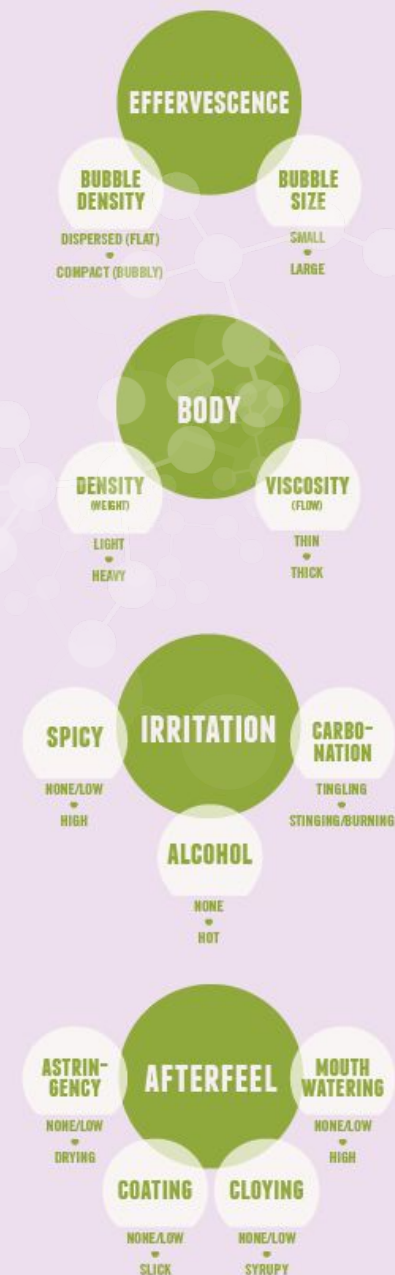 EFFERVESCENCE
BUBBLE
DENSITY
DISPERSED (FLAT)
COMPACT (BUBBLY)
BUBBLE
SIZE
SMALL
LARGE
BODY
DENSITY
(WEIGHT)
LIGHT
HEAVY
VISCOSITY
(FLOW)
THIN
THICK
IRRITATION
SPICY
NONE/LOW
HIGH
CARBO-
NATION
TINGLING
STINGING/BURNING
ALCOHOL
NONE
HOT
AFTERFEEL
ASTRIN-
GENCY
NONE/LOW
DRYING
MOUTH
WATERING
NONE/LOW
HIGH
COATING
NONE/LOW
SLICK
CLOYING
NONE/LOW
SYRUPY